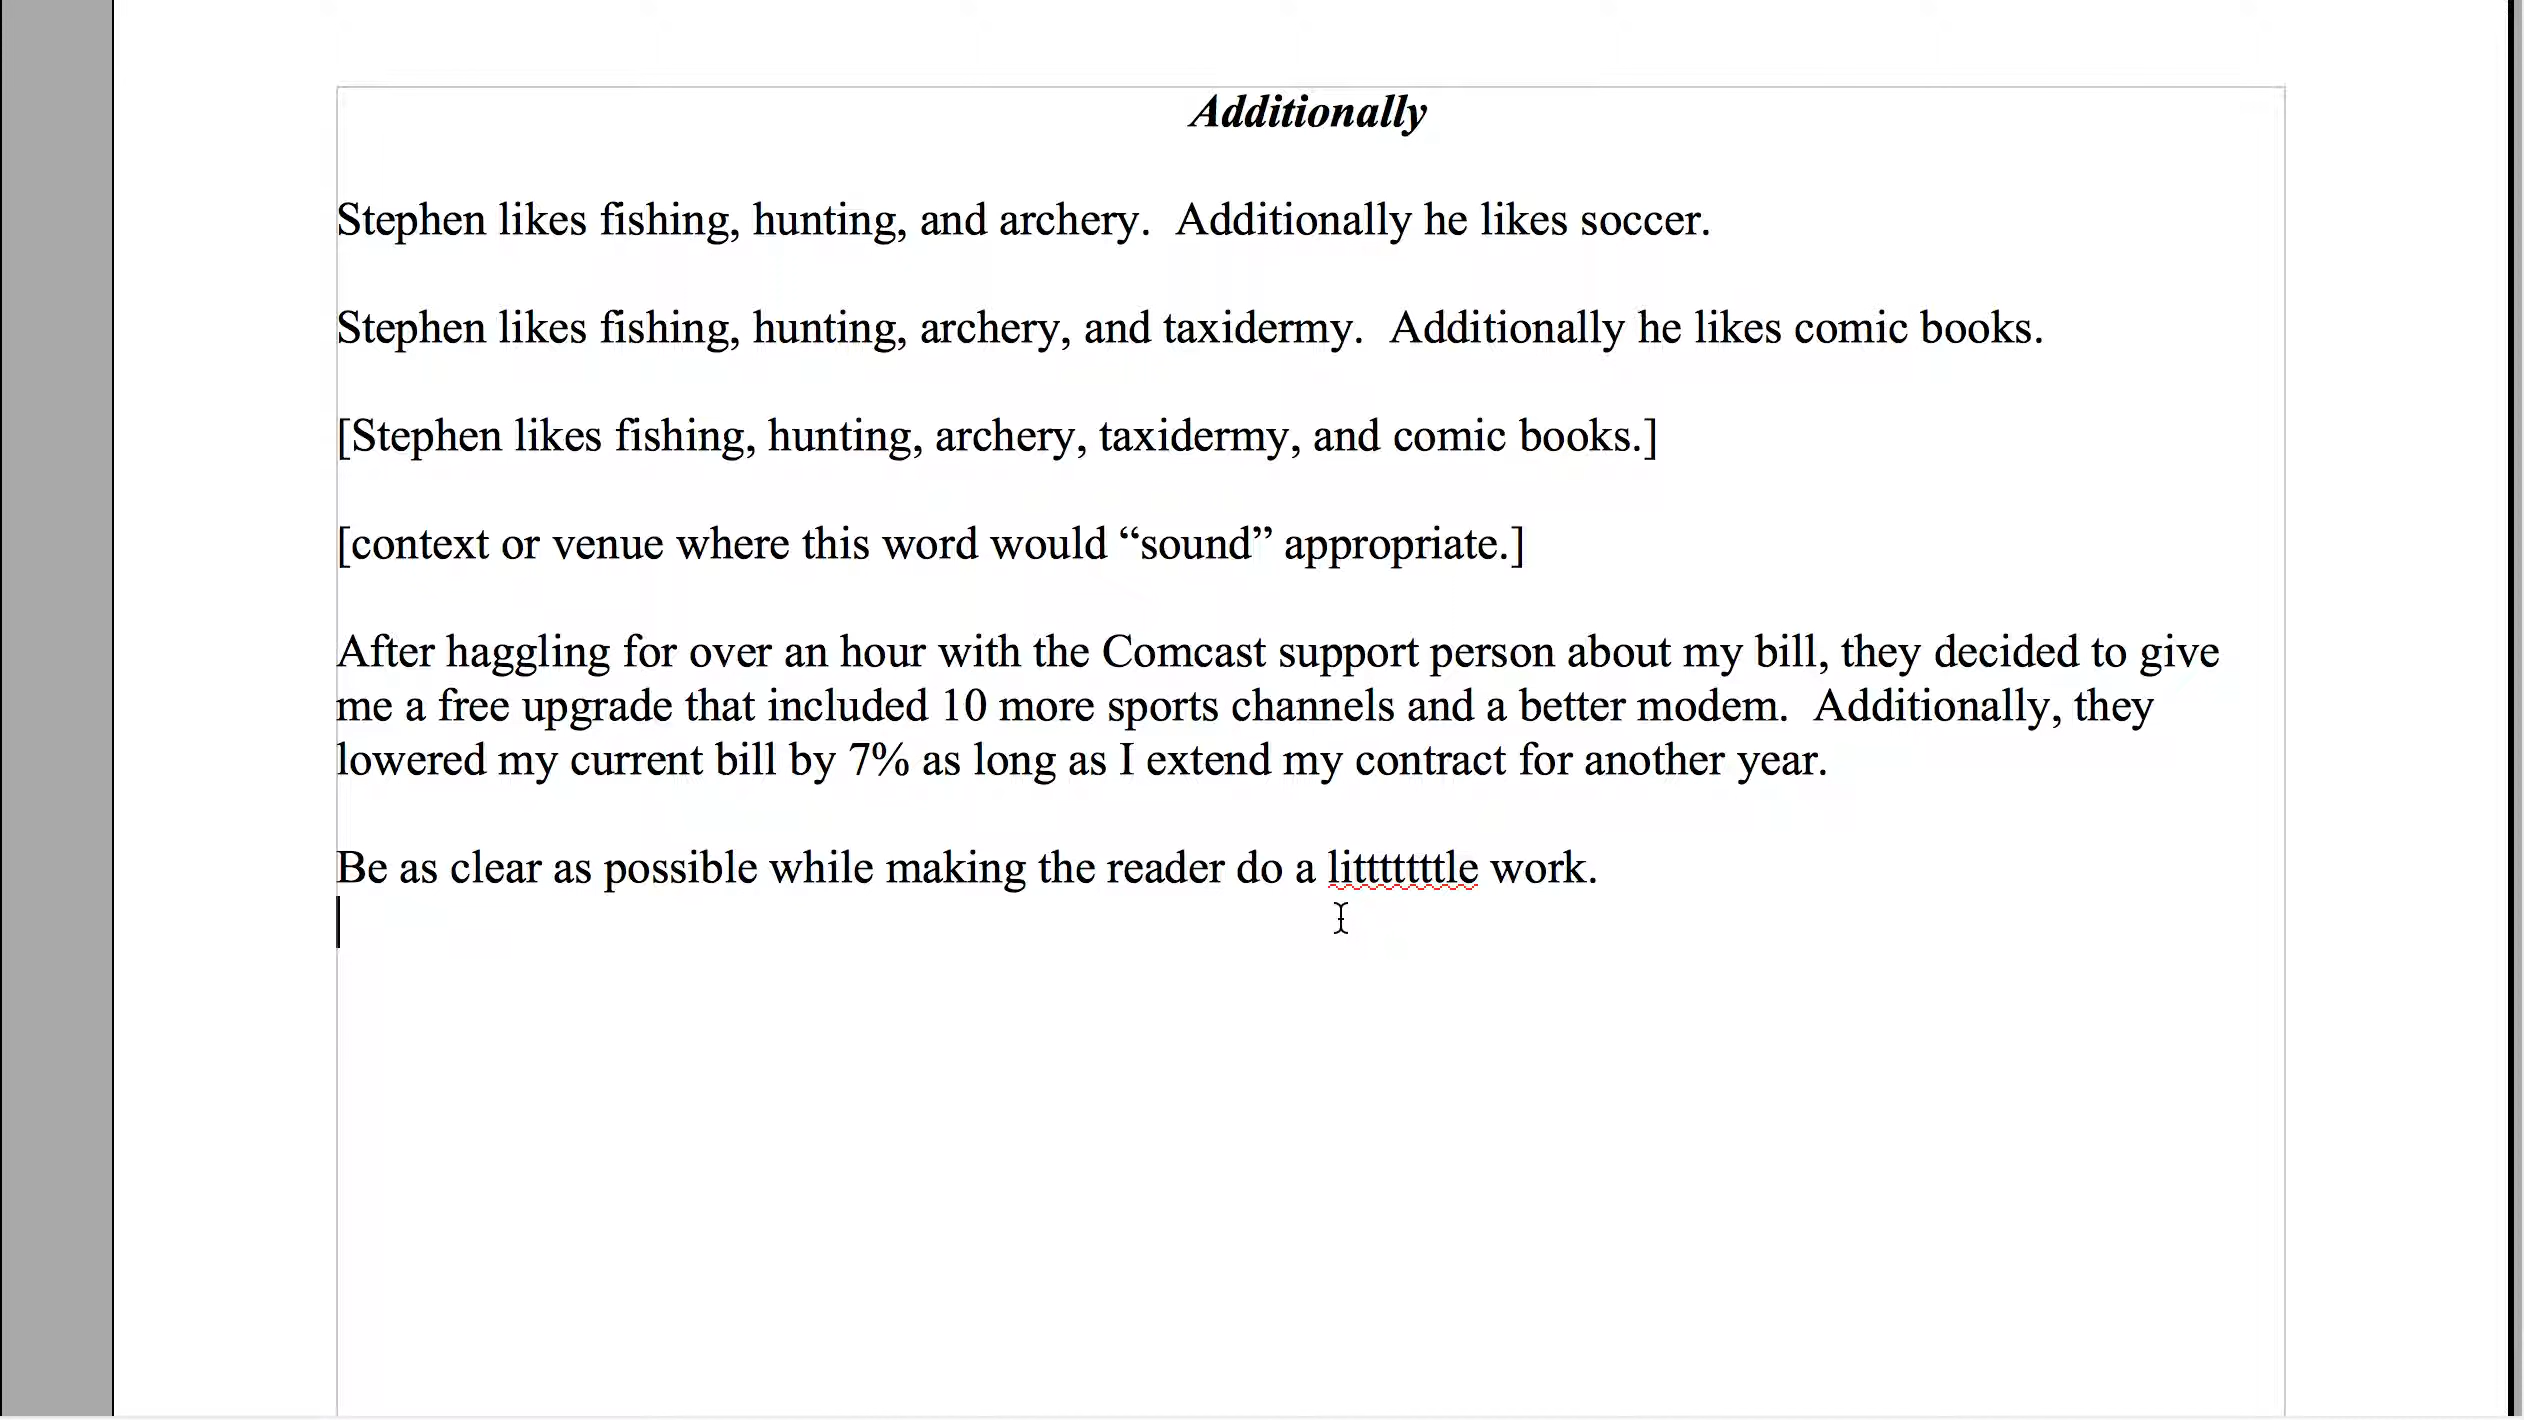 Additionally
Stephen likes fishing, hunting, and archery.  Additionally he likes soccer.
Stephen likes fishing, hunting, archery, and taxidermy.  Additionally he likes comic books.
[Stephen likes fishing, hunting, archery, taxidermy, and comic books.]
[context or venue where this word would “sound” appropriate.]
After haggling for over an hour with the Comcast support person about my bill, they decided to give
me a free upgrade that included 10 more sports channels and a better modem.  Additionally, they
lowered my current bill by 7% as long as I extend my contract for another year.
Be as clear as possible while making the reader do a littttttttle work.